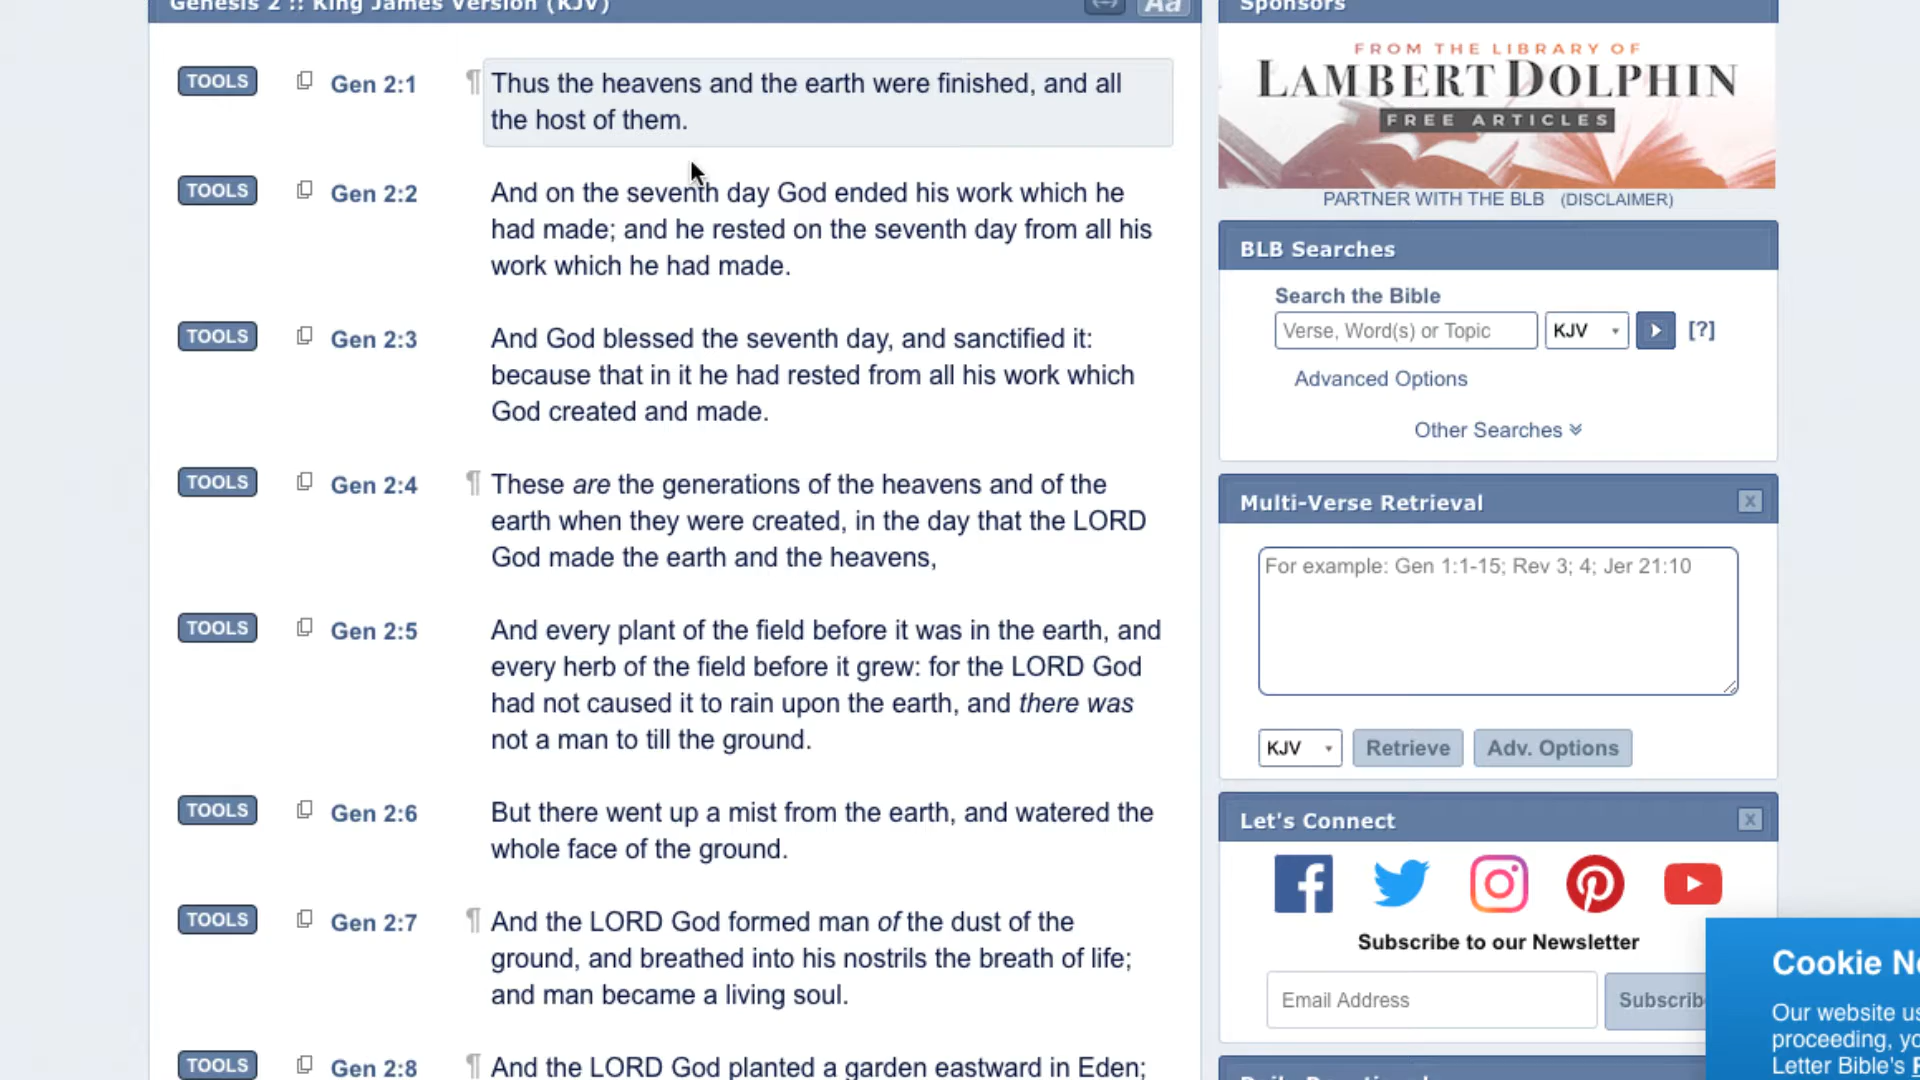 Genesis 2 :: King James Version (KJV)
Aa
TOOLS Gen 2:1 ¶ Thus the heavens and the earth were finished, and all
the host of them.
TOOLS Gen 2:2 And on the seventh day God ended his work which he
had made; and he rested on the seventh day from all his
work which he had made.
TOOLS Gen 2:3 And God blessed the seventh day, and sanctified it:
because that in it he had rested from all his work which
God created and made.
TOOLS Gen 2:4 ¶ These are the generations of the heavens and of the
earth when they were created, in the day that the LORD
God made the earth and the heavens,
TOOLS Gen 2:5 And every plant of the field before it was in the earth, and
every herb of the field before it grew: for the LORD God
had not caused it to rain upon the earth, and there was
not a man to till the ground.
TOOLS Gen 2:6 But there went up a mist from the earth, and watered the
whole face of the ground.
TOOLS Gen 2:7 ¶ And the LORD God formed man of the dust of the
ground, and breathed into his nostrils the breath of life;
and man became a living soul.
TOOLS Gen 2:8 ¶ And the LORD God planted a garden eastward in Eden;
Sponsors
FROM THE LIBRARY OF
LAMBERT DOLPHIN
FREE ARTICLES
PARTNER WITH THE BLB (DISCLAIMER)
BLB Searches
Search the Bible
Verse, Word(s) or Topic KJV [?]
Advanced Options
Other Searches
Multi-Verse Retrieval X
For example: Gen 1:1-15; Rev 3; 4; Jer 21:10
KJV Retrieve Adv. Options
Let's Connect X
Subscribe to our Newsletter
Email Address Subscrib
Cookie N
Our website us
proceeding, yo
Letter Bible's